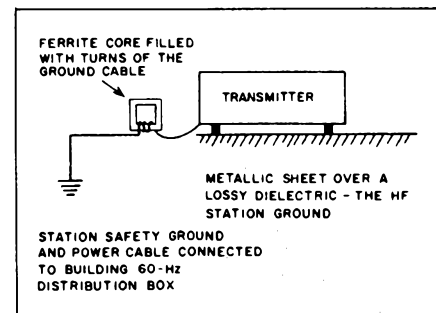 FERRITE CORE FILLED
WITH TURNS OF THE
GROUND CABLE
TRANSMITTER
METALLIC SHEET OVER A
LOSSY DIELECTRIC - THE HF
STATION GROUND
STATION SAFETY GROUND
AND POWER CABLE CONNECTED
TO BUILDING 60-Hz
DISTRIBUTION BOX